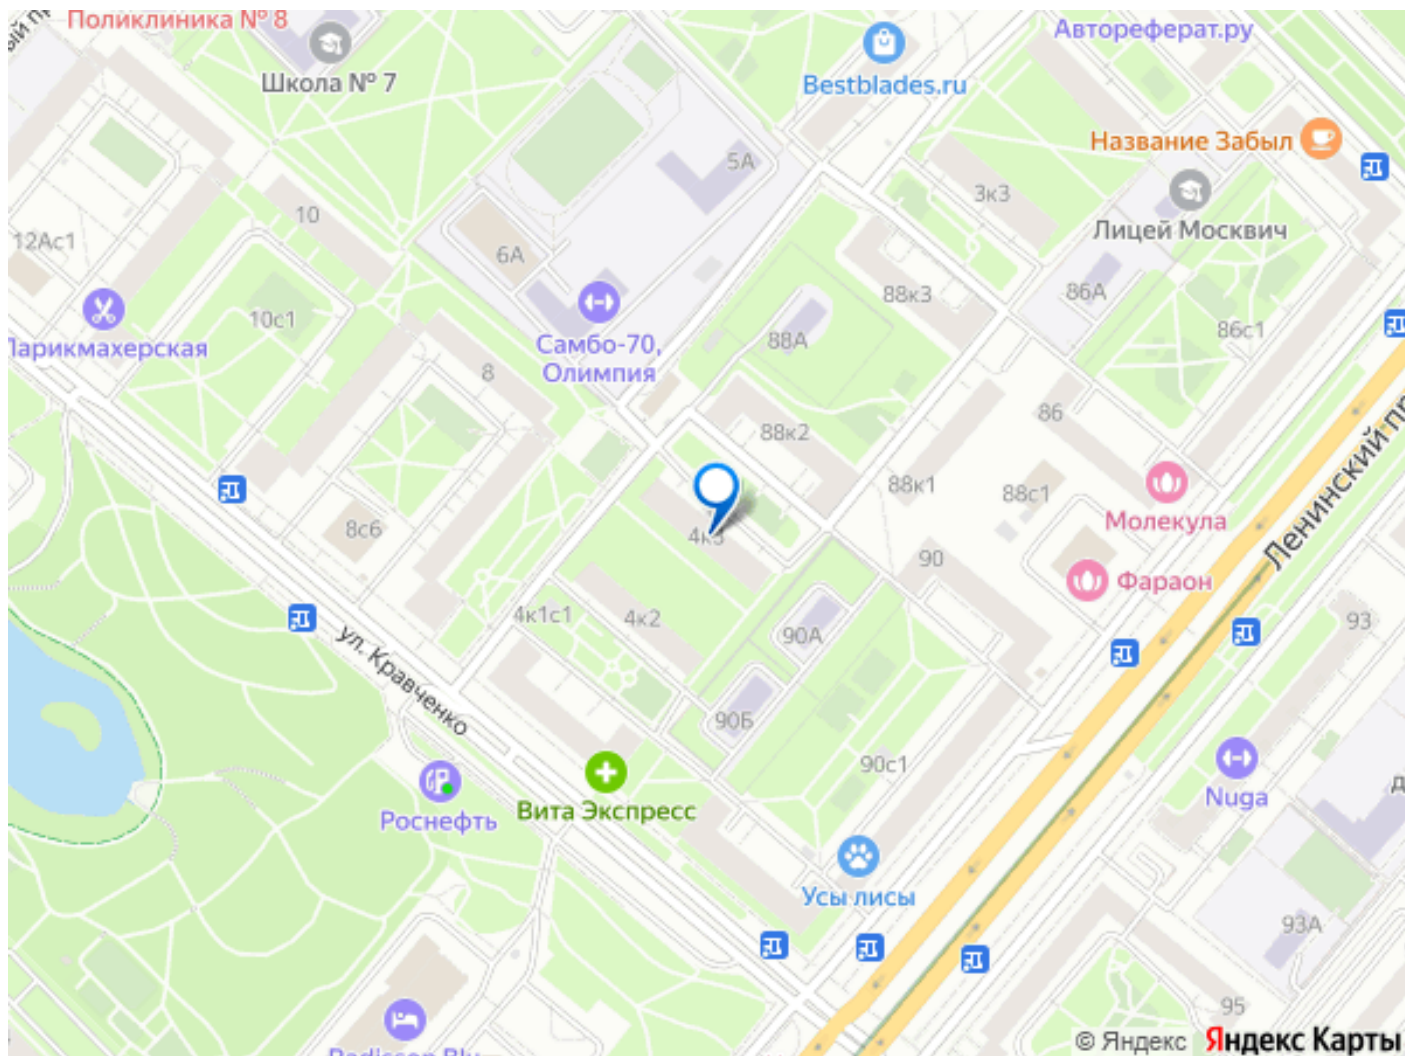 Поликлиника № 8
Школа № 7
Bestblades.ru
Автореферат.ру
Название Забыл
Лицей Москвич
5А
3к3
10
6А
12Ас1
88к3
86А
10с1
86с1
Самбо-70,
Олимпия
Парикмахерская
88А
8
86
88к2
88к1
88с1
Молекула
Ленинский пр
8с6
4к3
90
Фараон
4к1с1
4к2
90А
93
ул. Кравченко
90Б
90с1
Nuga
Вита Экспресс
Роснефть
Усы лисы
93А
95
Radisson Blu
© Яндекс Яндекс Карты